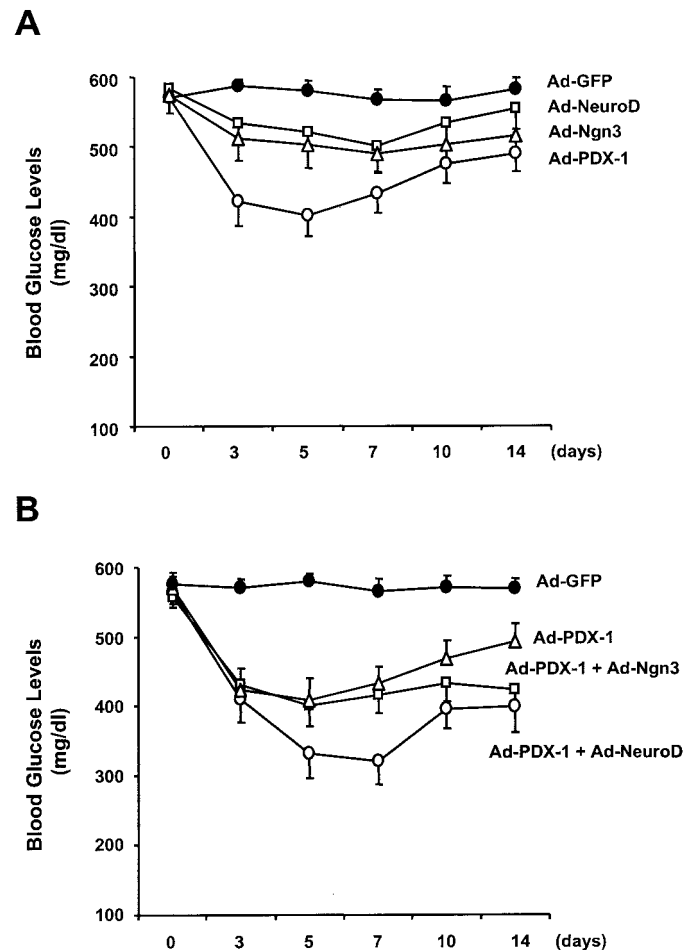 A
Blood Glucose Levels
(mg/dl)
600
500
400
300
200
100
0 3 5 7 10 14 (days)
Ad-GFP
Ad-NeuroD
Ad-Ngn3
Ad-PDX-1
B
Blood Glucose Levels
(mg/dl)
600
500
400
300
200
100
0 3 5 7 10 14 (days)
Ad-GFP
Ad-PDX-1
Ad-PDX-1 + Ad-Ngn3
Ad-PDX-1 + Ad-NeuroD